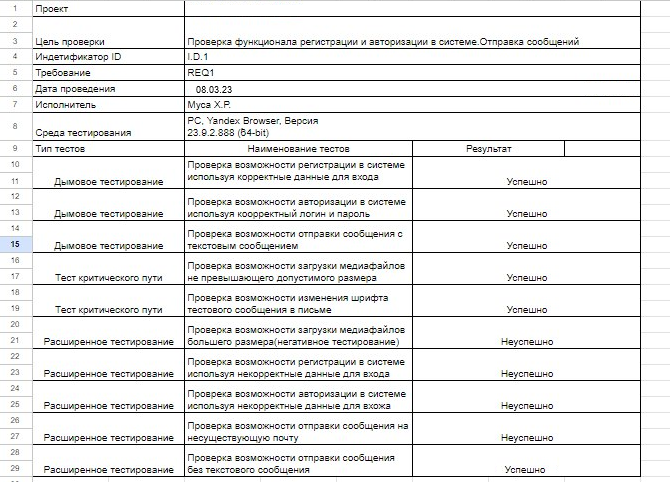 1 Проект
2
3 Цель проверки Проверка функционала регистрации и авторизации в системе.Отправка сообщений
4 Индетификатор ID I.D.1
5 Требование REQ1
6 Дата проведения 08.03.23
7 Исполнитель Муса Х.Р.
PC, Yandex Browser, Версия
8 Среда тестирования 23.9.2.888 (64-bit)
9 Тип тестов Наименование тестов Результат
10 Проверка возможности регистрации в системе
11 Дымовое тестирование используя корректные данные для входа Успешно
12 Проверка возможности авторизации в системе
13 Дымовое тестирование используя коорректный логин и пароль Успешно
14 Проврека возможности отправки сообщения с
15 Дымовое тестирование текстовым сообщением Успешно
16 Проверка возможности загрузки медиафайлов
17 Тест критического пути не превышающего допустимого размера Успешно
18 Проверка возможности изменения шрифта
19 Тест критического пути тестового сообщения в письме Успешно
20 Проверка возможности загрузки медиафайлов
21 Расширенное тестирование большего размера(негативное тестирование) Неуспешно
22 Проверка возможности регистрации в системе
23 Расширенное тестирование используя некорректные данные для входа Неуспешно
24 Проверка возможности авторизации в системе
25 Расширенное тестирование используя некорректные данные для вхожа Неуспешно
26 Проверка возможности отправки сообщения на
27 Расширенное тестирование несуществующую почту Неуспешно
28 Проверка возможности отправки сообщения
29 Расширенное тестирование без текстового сообщения Успешно